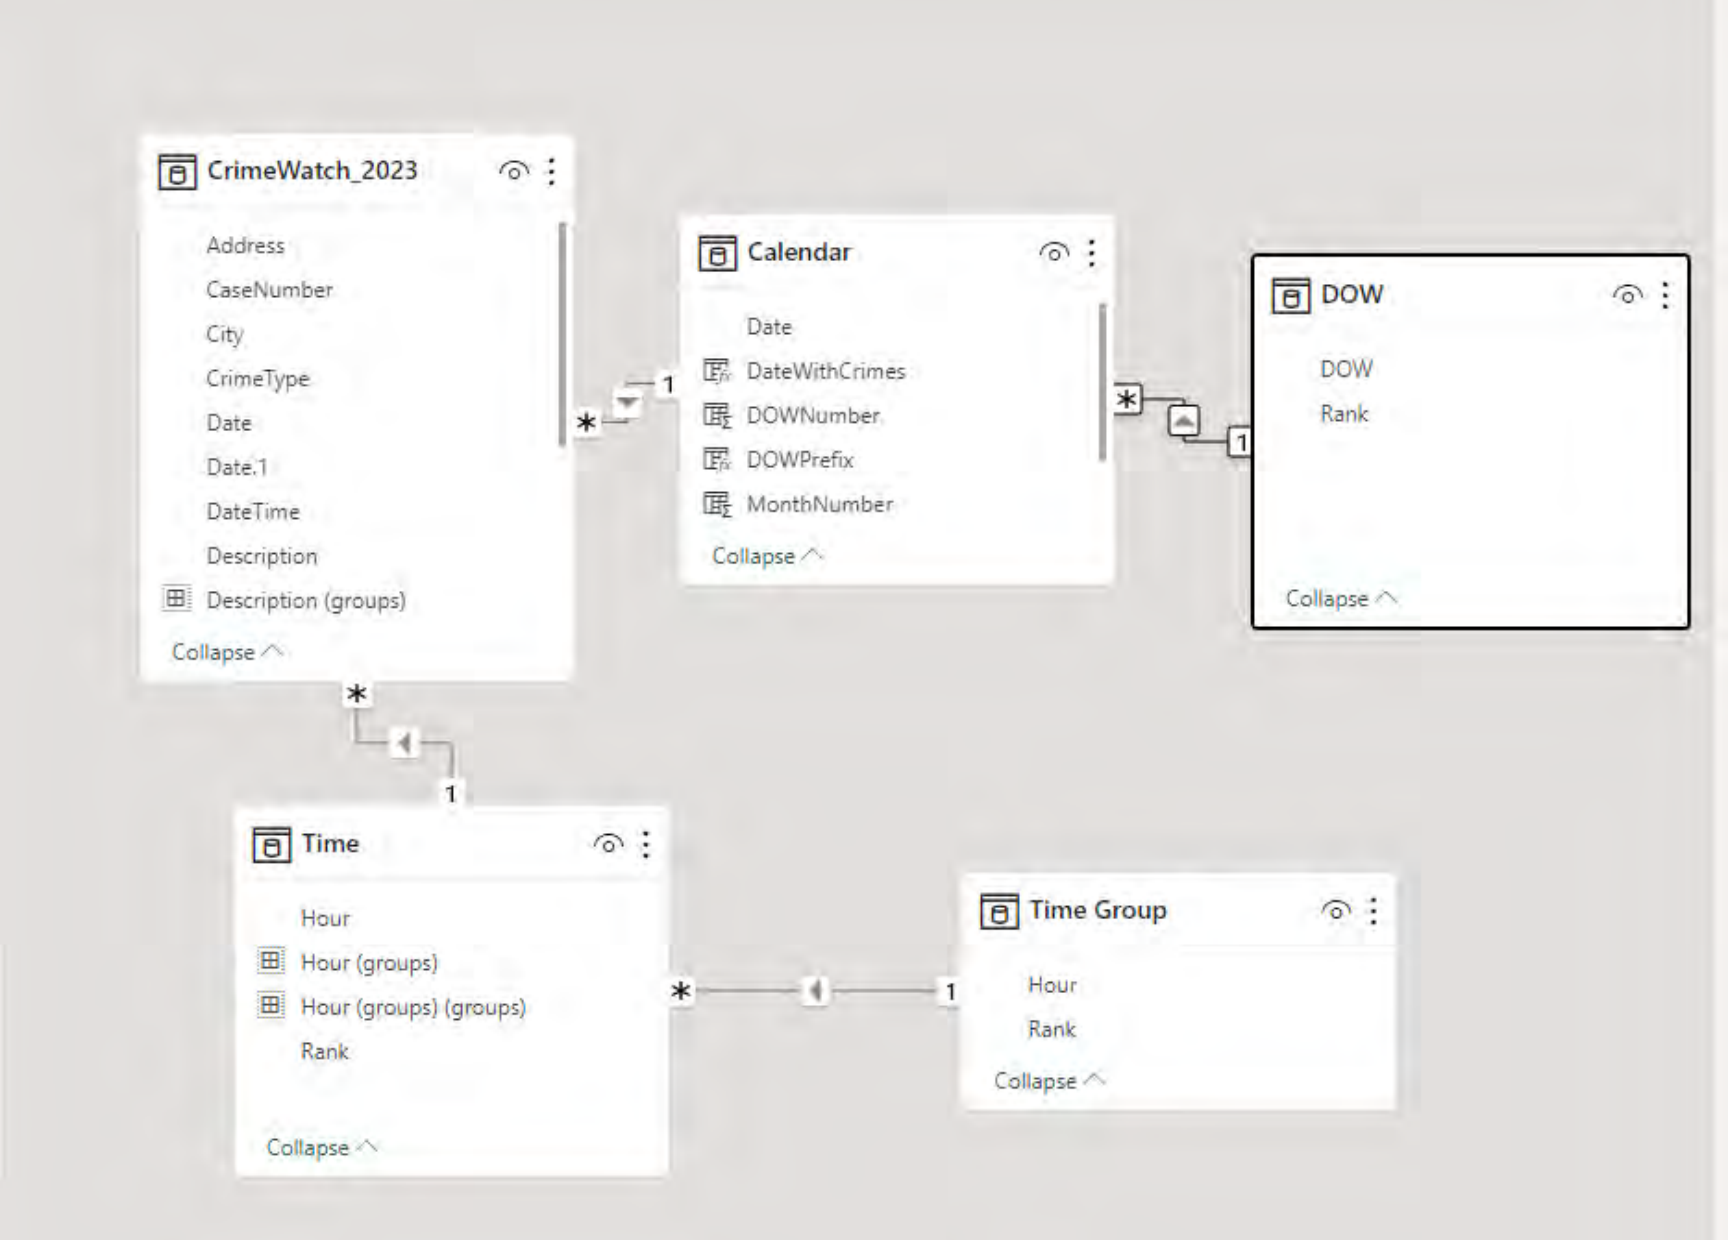 CrimeWatch_2023
Address
CaseNumber
City
CrimeType
Date
Date.1
DateTime
Description
Description (groups)
Collapse
*
1
Calendar
Date
DateWithCrimes
DOWNumber
DOWPrefix
MonthNumber
Collapse
*
1
DOW
DOW
Rank
Collapse
*
1
Time
Hour
Hour (groups)
Hour (groups) (groups)
Rank
Collapse
*
1
Time Group
Hour
Rank
Collapse